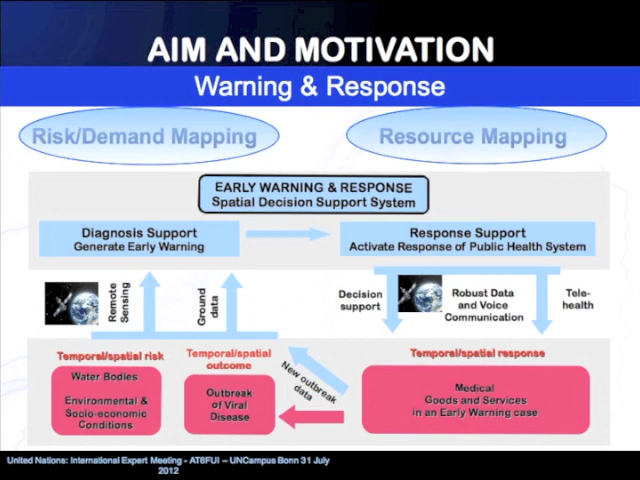 AIM AND MOTIVATION
Warning & Response
Risk/Demand Mapping
Resource Mapping
EARLY WARNING & RESPONSE
Spatial Decision Support System
Diagnosis Support
Generate Early Warning
Response Support
Activate Response of Public Health System
Remote
Sensing
Ground
data
Decision
support
Robust Data
and Voice
Communication
Tele-
health
Temporal/spatial risk
Water Bodies
Environmental &
Socio-economic
Conditions
Temporal/spatial
outcome
Outbreak
of Viral
Disease
New outbreak
data
Temporal/spatial response
Medical
Goods and Services
in an Early Warning case
United Nations: International Expert Meeting - AT6FUI -- UNCampus Bonn 31 July
2012